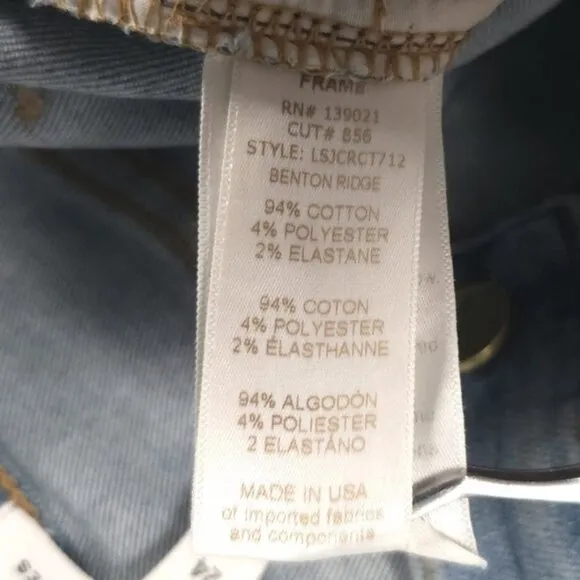 FRAME
RN# 139021
CUT# 856
STYLE: LSJCRCT712
BENTON RIDGE
94% COTTON
4% POLYESTER
2% ELASTANE
94% COTON
4% POLYESTER
2% ÉLASTHANNE
94% ALGODÓN
4% POLIESTER
2 ELASTÁNO
MADE IN USA
of imported fabrics
and components